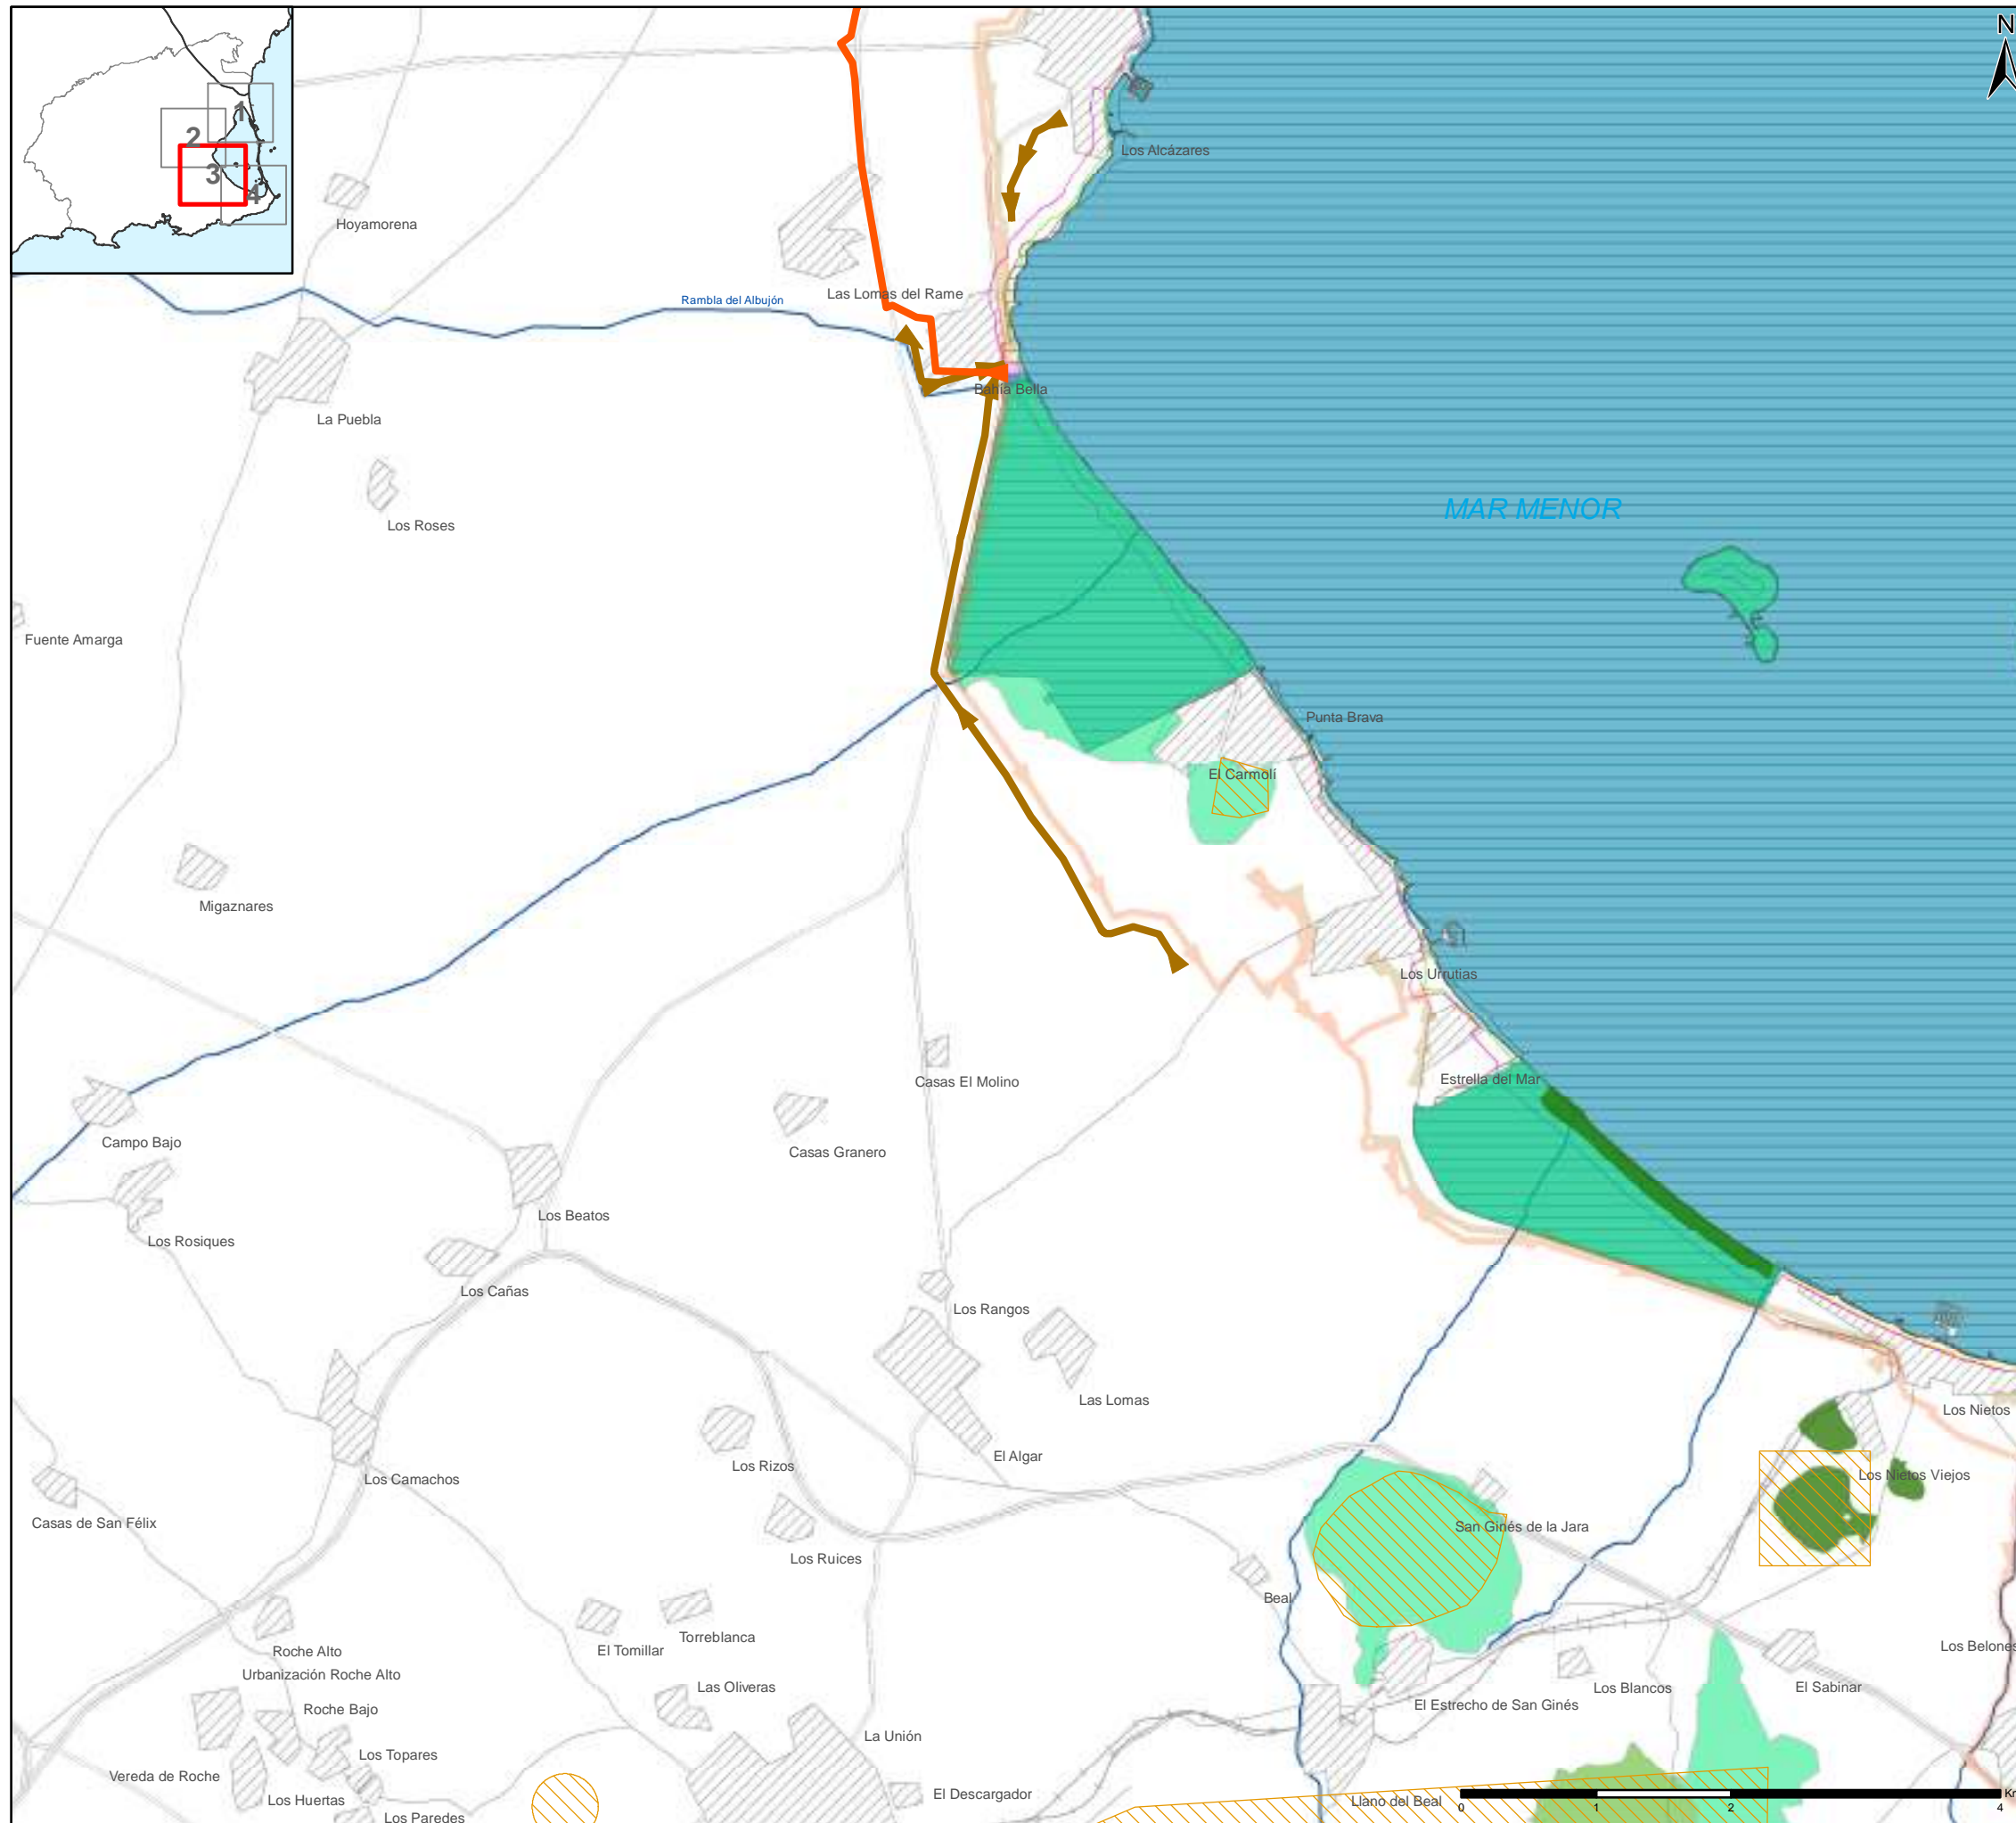 N
1
2
3
4
Los Alcázares
Hoyamorena
Las Lomas del Rame
Rambla del Albujón
Bahía Bella
La Puebla
MAR MENOR
Los Roses
Fuente Amarga
Punta Brava
El Carmolí
Migaznares
Los Urrutias
Casas El Molino
Estrella del Mar
Campo Bajo
Casas Granero
Los Beatos
Los Rosiques
Los Cañas
Los Rangos
Las Lomas
Los Nietos
El Algar
Los Rizos
Los Camachos
Los Nietos Viejos
Casas de San Félix
San Ginés de la Jara
Los Ruices
Beal
Torreblanca
El Tomillar
Roche Alto
Los Belones
Urbanización Roche Alto
Las Oliveras
Los Blancos
El Sabinar
El Estrecho de San Ginés
Roche Bajo
La Unión
Los Topares
Vereda de Roche
El Descargador
Los Huertas
Llano del Beal
Los Paredes
0 1 2 4
Km